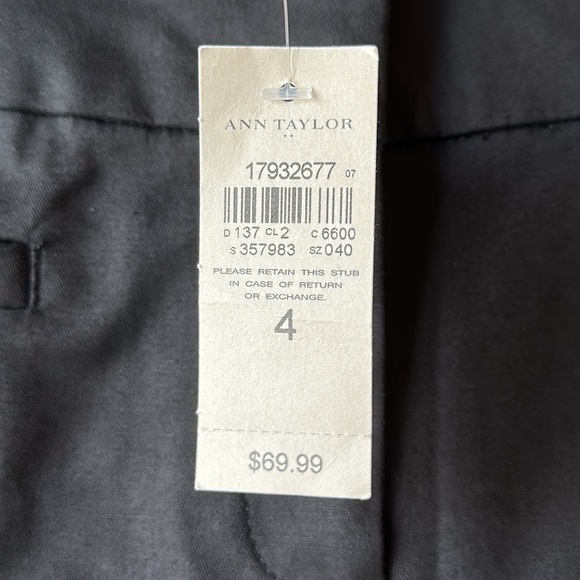 ANN TAYLOR
17932677 07
D 137 CL 2 C 6600
S 357983 SZ 040
PLEASE RETAIN THIS STUB
IN CASE OF RETURN
OR EXCHANGE.
4
$69.99